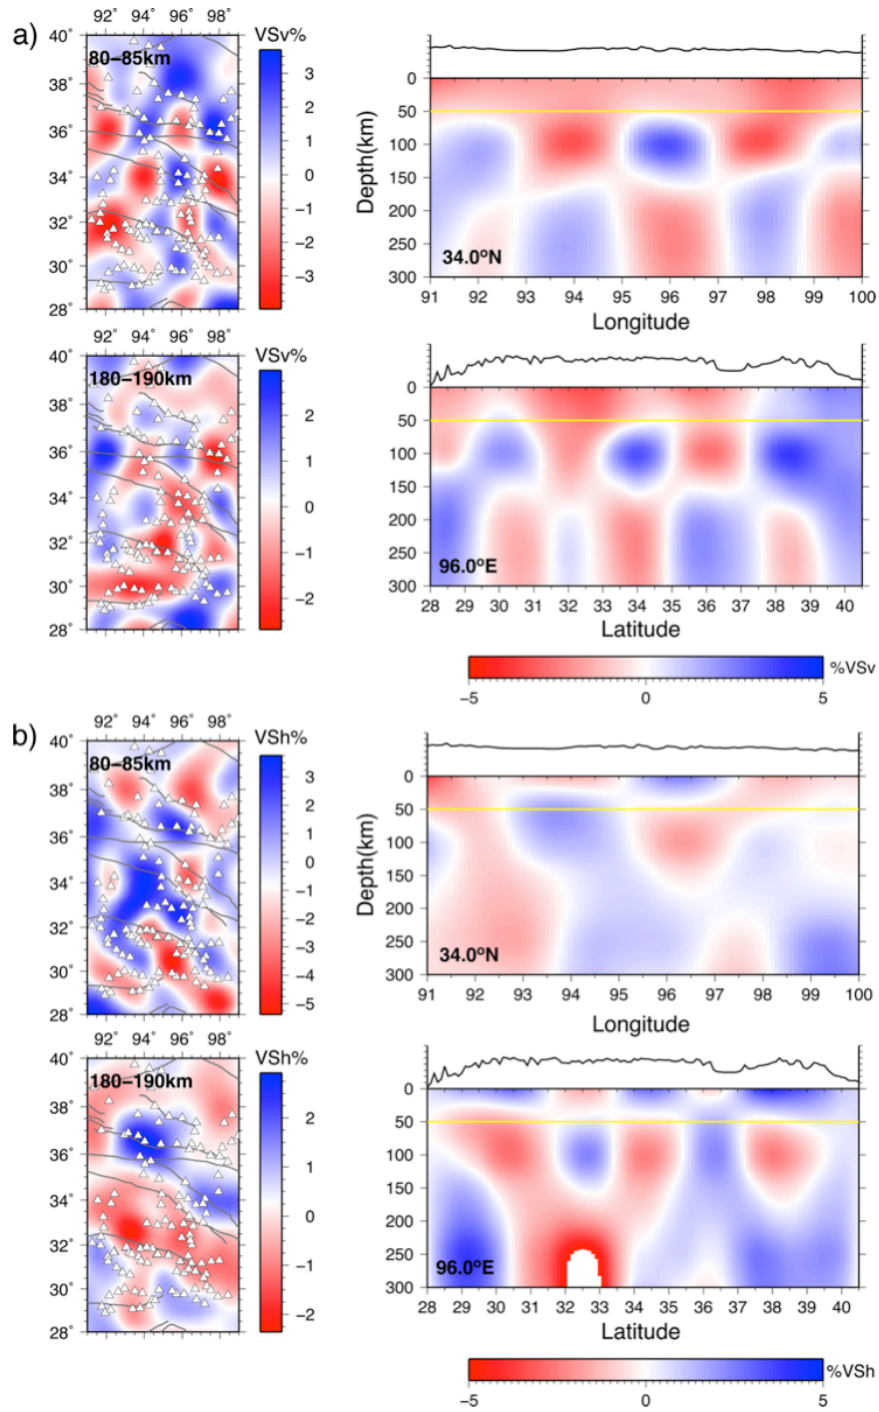 a)
92° 94° 96° 98°
VSv%
80–85km
40°
38°
36°
34°
32°
30°
28°
3
2
1
0
−1
−2
−3
Depth(km)
0
50
100
150
200
250
300
34.0°N
91 92 93 94 95 96 97 98 99 100
Longitude
92° 94° 96° 98°
VSv%
180–190km
40°
38°
36°
34°
32°
30°
28°
2
1
0
−1
−2
0
50
100
150
200
250
300
96.0°E
28 29 30 31 32 33 34 35 36 37 38 39 40
Latitude
%VSv
−5 0 5
b)
92° 94° 96° 98°
VSh%
80–85km
40°
38°
36°
34°
32°
30°
28°
3
2
1
0
−1
−2
−3
−4
−5
Depth(km)
0
50
100
150
200
250
300
34.0°N
91 92 93 94 95 96 97 98 99 100
Longitude
92° 94° 96° 98°
VSh%
180–190km
40°
38°
36°
34°
32°
30°
28°
2
1
0
−1
−2
0
50
100
150
200
250
300
96.0°E
28 29 30 31 32 33 34 35 36 37 38 39 40
Latitude
%VSh
−5 0 5